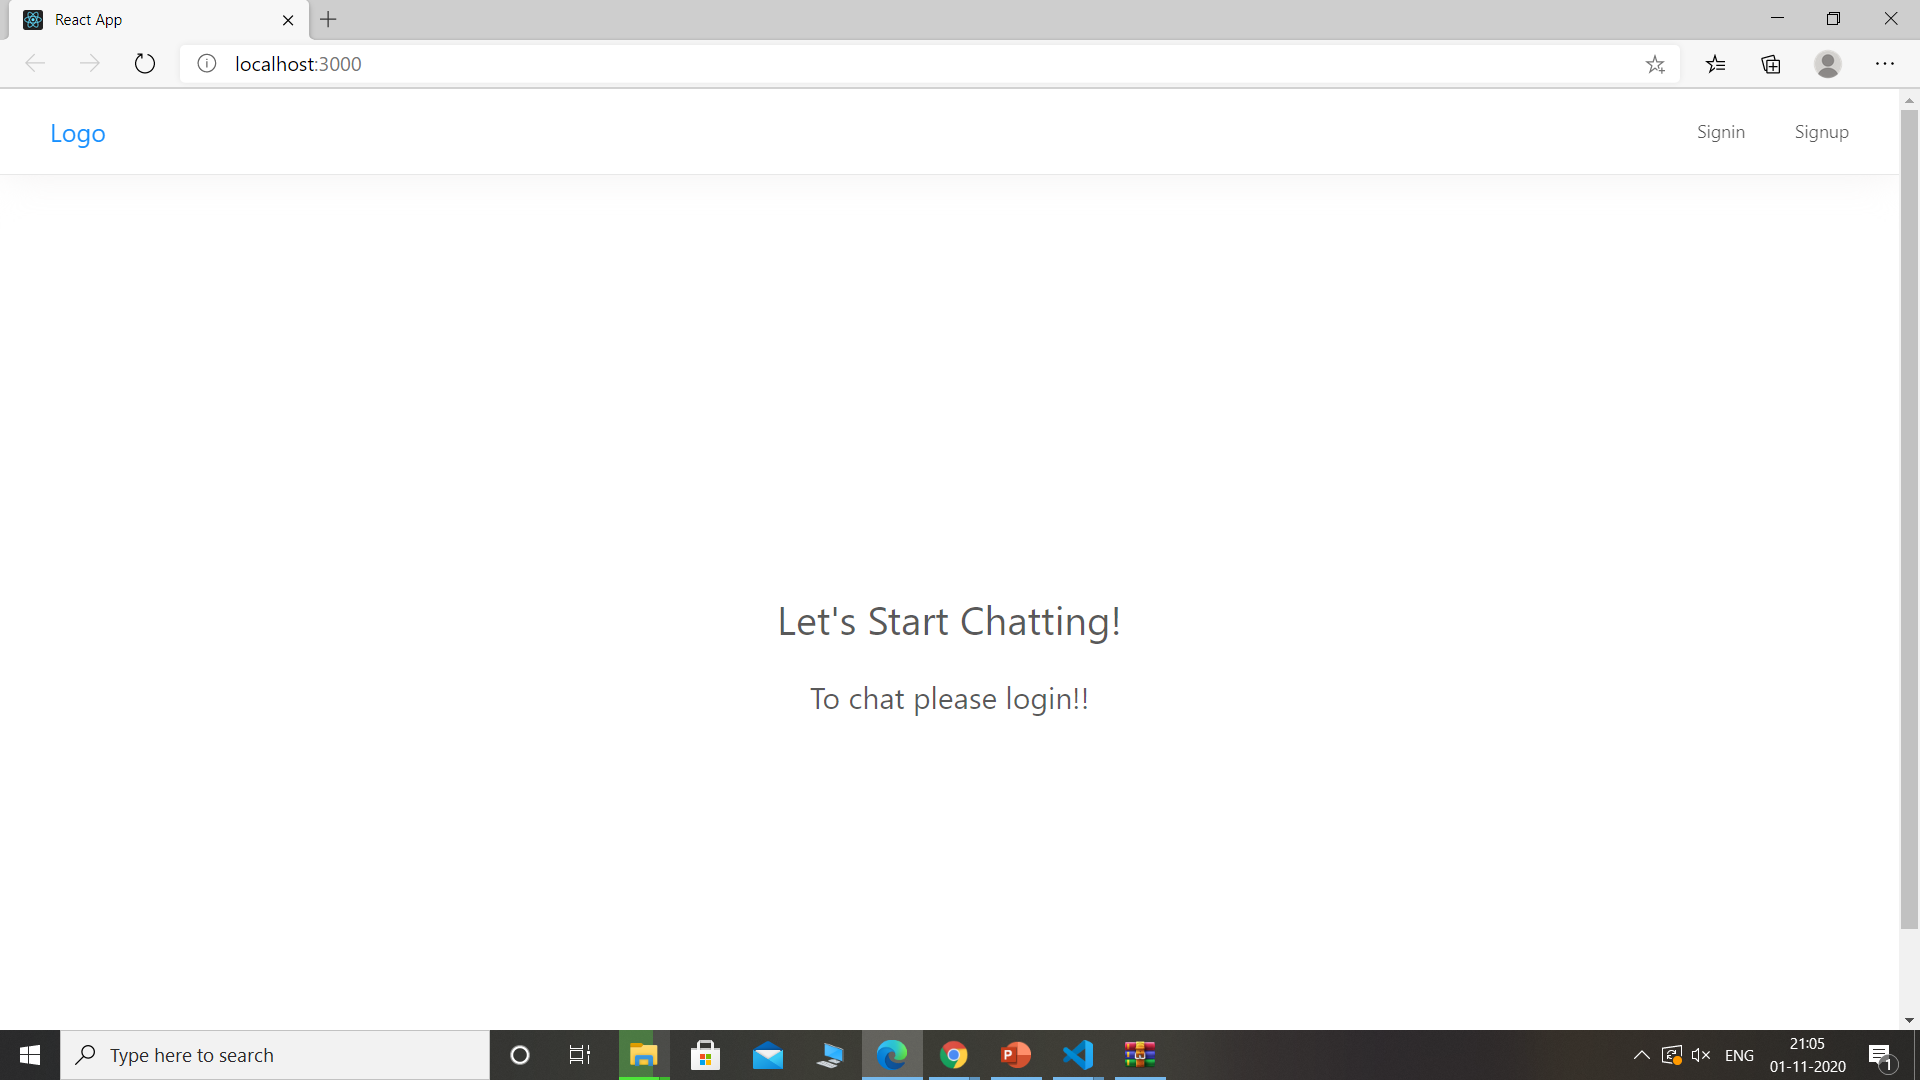 React App
localhost:3000
Logo
Signin
Signup
Let's Start Chatting!
To chat please login!!
Type here to search
ENG
21:05
01-11-2020
1